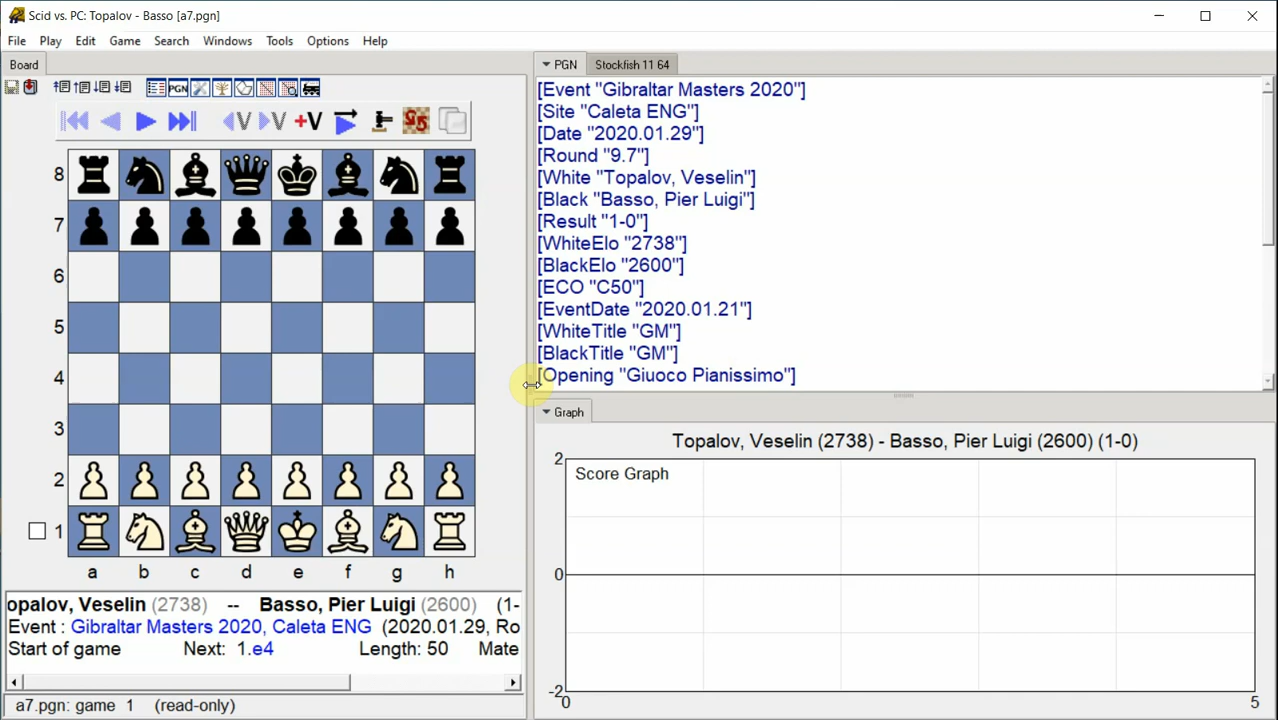 Scid vs. PC: Topalov - Basso [a7.pgn]
File Play Edit Game Search Windows Tools Options Help
Board
PGN
V V +V
8
7
6
5
4
3
2
1
a b c d e f g h
opalov, Veselin (2738) -- Basso, Pier Luigi (2600) (1-
Event : Gibraltar Masters 2020, Caleta ENG (2020.01.29, Ro
Start of game Next: 1.e4 Length: 50 Mate
a7.pgn: game 1 (read-only)
PGN Stockfish 11 64
[Event "Gibraltar Masters 2020"]
[Site "Caleta ENG"]
[Date "2020.01.29"]
[Round "9.7"]
[White "Topalov, Veselin"]
[Black "Basso, Pier Luigi"]
[Result "1-0"]
[WhiteElo "2738"]
[BlackElo "2600"]
[ECO "C50"]
[EventDate "2020.01.21"]
[WhiteTitle "GM"]
[BlackTitle "GM"]
[Opening "Giuoco Pianissimo"]
Graph
Topalov, Veselin (2738) - Basso, Pier Luigi (2600) (1-0)
2
Score Graph
0
-2
0 5